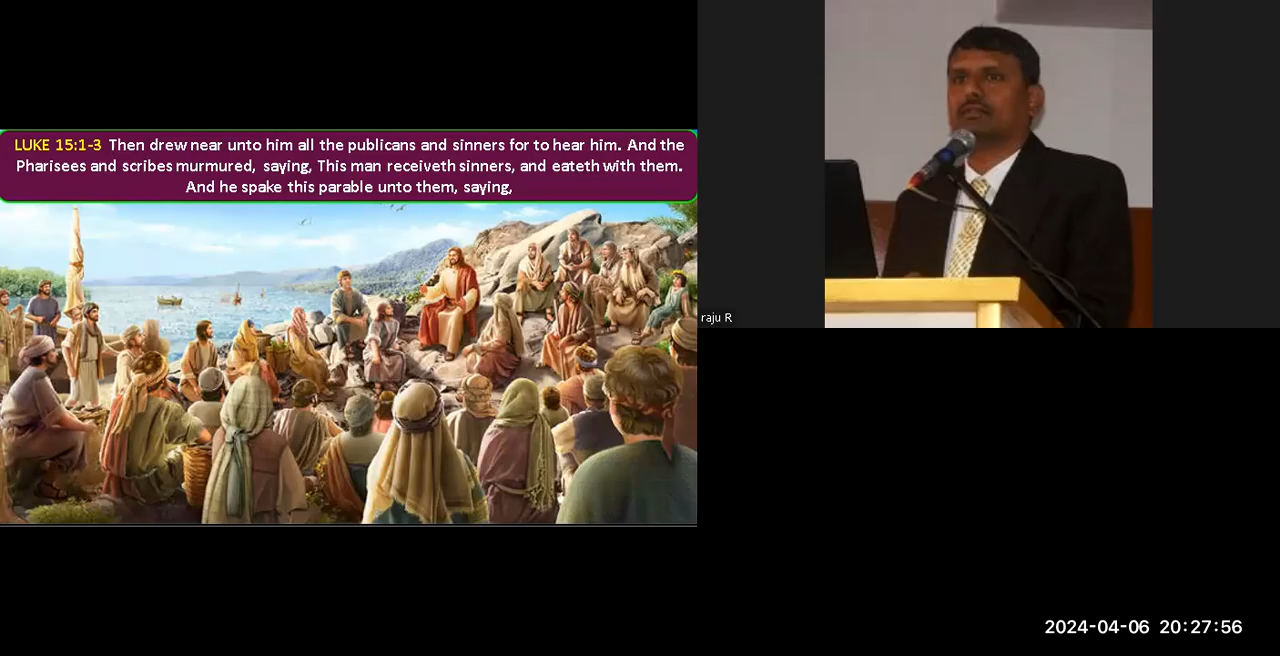 LUKE 15:1-3 Then drew near unto him all the publicans and sinners for to hear him. And the
Pharisees and scribes murmured, saying, This man receiveth sinners, and eateth with them.
And he spake this parable unto them, saying,
raju R
2024-04-06 20:27:56